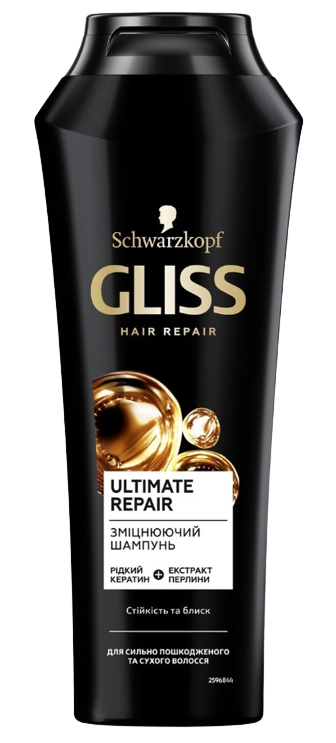 Schwarzkopf
GLISS
HAIR REPAIR
ULTIMATE
REPAIR
ЗМІЦНЮЮЧИЙ
ШАМПУНЬ
РІДКИЙ КЕРАТИН + ЕКСТРАКТ ПЕРЛИНИ
Стійкість та блиск
ДЛЯ СИЛЬНО ПОШКОДЖЕНОГО
ТА СУХОГО ВОЛОССЯ
2596844